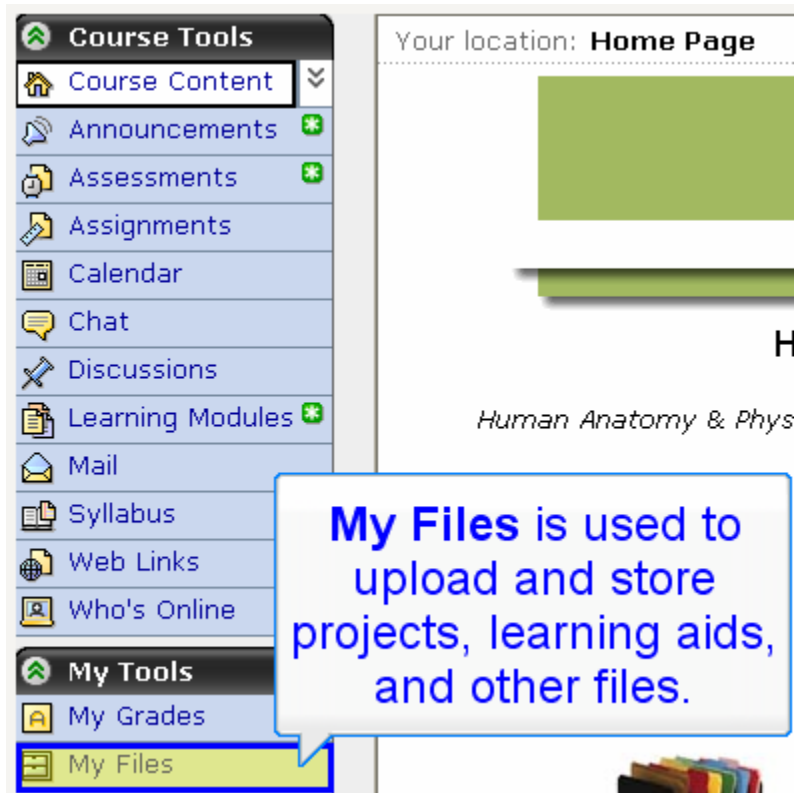 Course Tools
Course Content
Announcements
Assessments
Assignments
Calendar
Chat
Discussions
Learning Modules
Mail
Syllabus
Web Links
Who's Online
My Tools
My Grades
My Files
Your location: Home Page
H
Human Anatomy & Phys
My Files is used to
upload and store
projects, learning aids,
and other files.